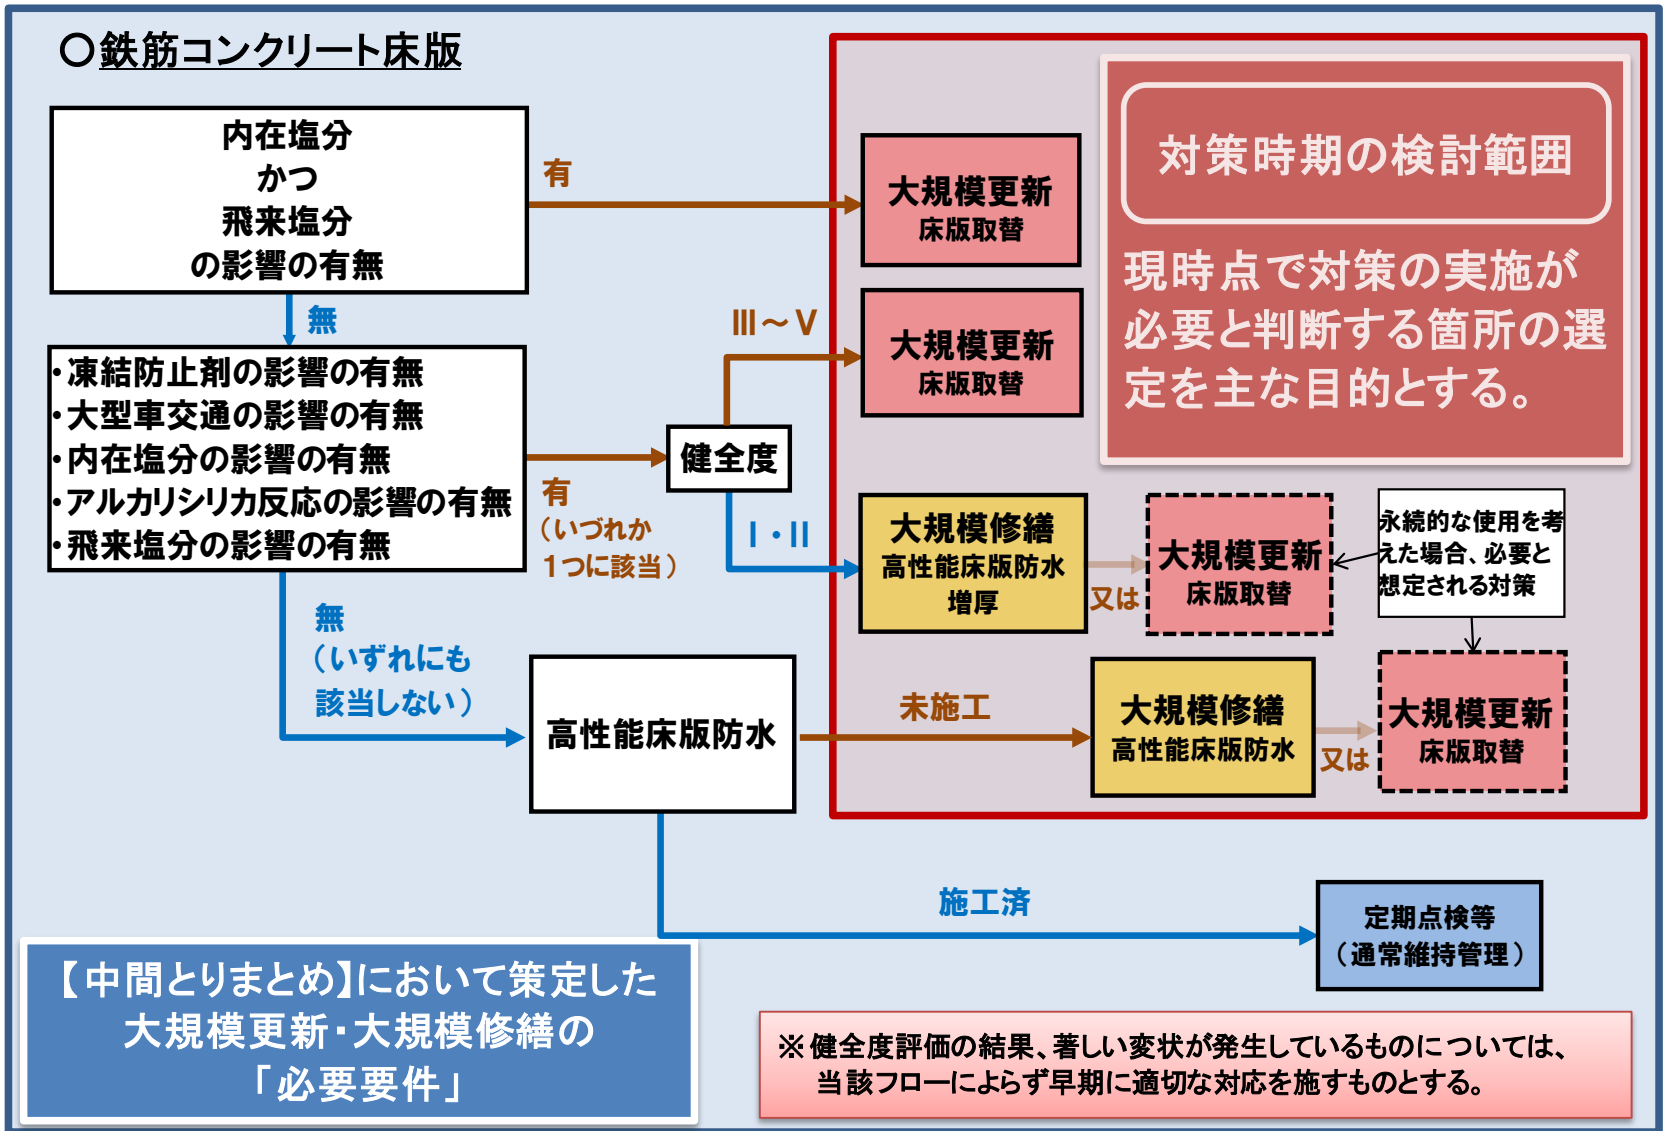 〇鉄筋コンクリート床版
内在塩分
かつ
飛来塩分
の影響の有無
有
大規模更新
床版取替
対策時期の検討範囲
現時点で対策の実施が
必要と判断する箇所の選
定を主な目的とする。
無
・凍結防止剤の影響の有無
・大型車交通の影響の有無
・内在塩分の影響の有無
・アルカリシリカ反応の影響の有無
・飛来塩分の影響の有無
有
（いづれか
1つに該当）
健全度
Ⅲ～Ⅴ
大規模更新
床版取替
Ⅰ・Ⅱ
大規模修繕
高性能床版防水
増厚
又は
大規模更新
床版取替
永続的な使用を考
えた場合、必要と
想定される対策
無
（いずれにも
該当しない）
高性能床版防水
未施工
大規模修繕
高性能床版防水
又は
大規模更新
床版取替
施工済
定期点検等
（通常維持管理）
【中間とりまとめ】において策定した
大規模更新・大規模修繕の
「必要要件」
※健全度評価の結果、著しい変状が発生しているものについては、
当該フローによらず早期に適切な対応を施すものとする。